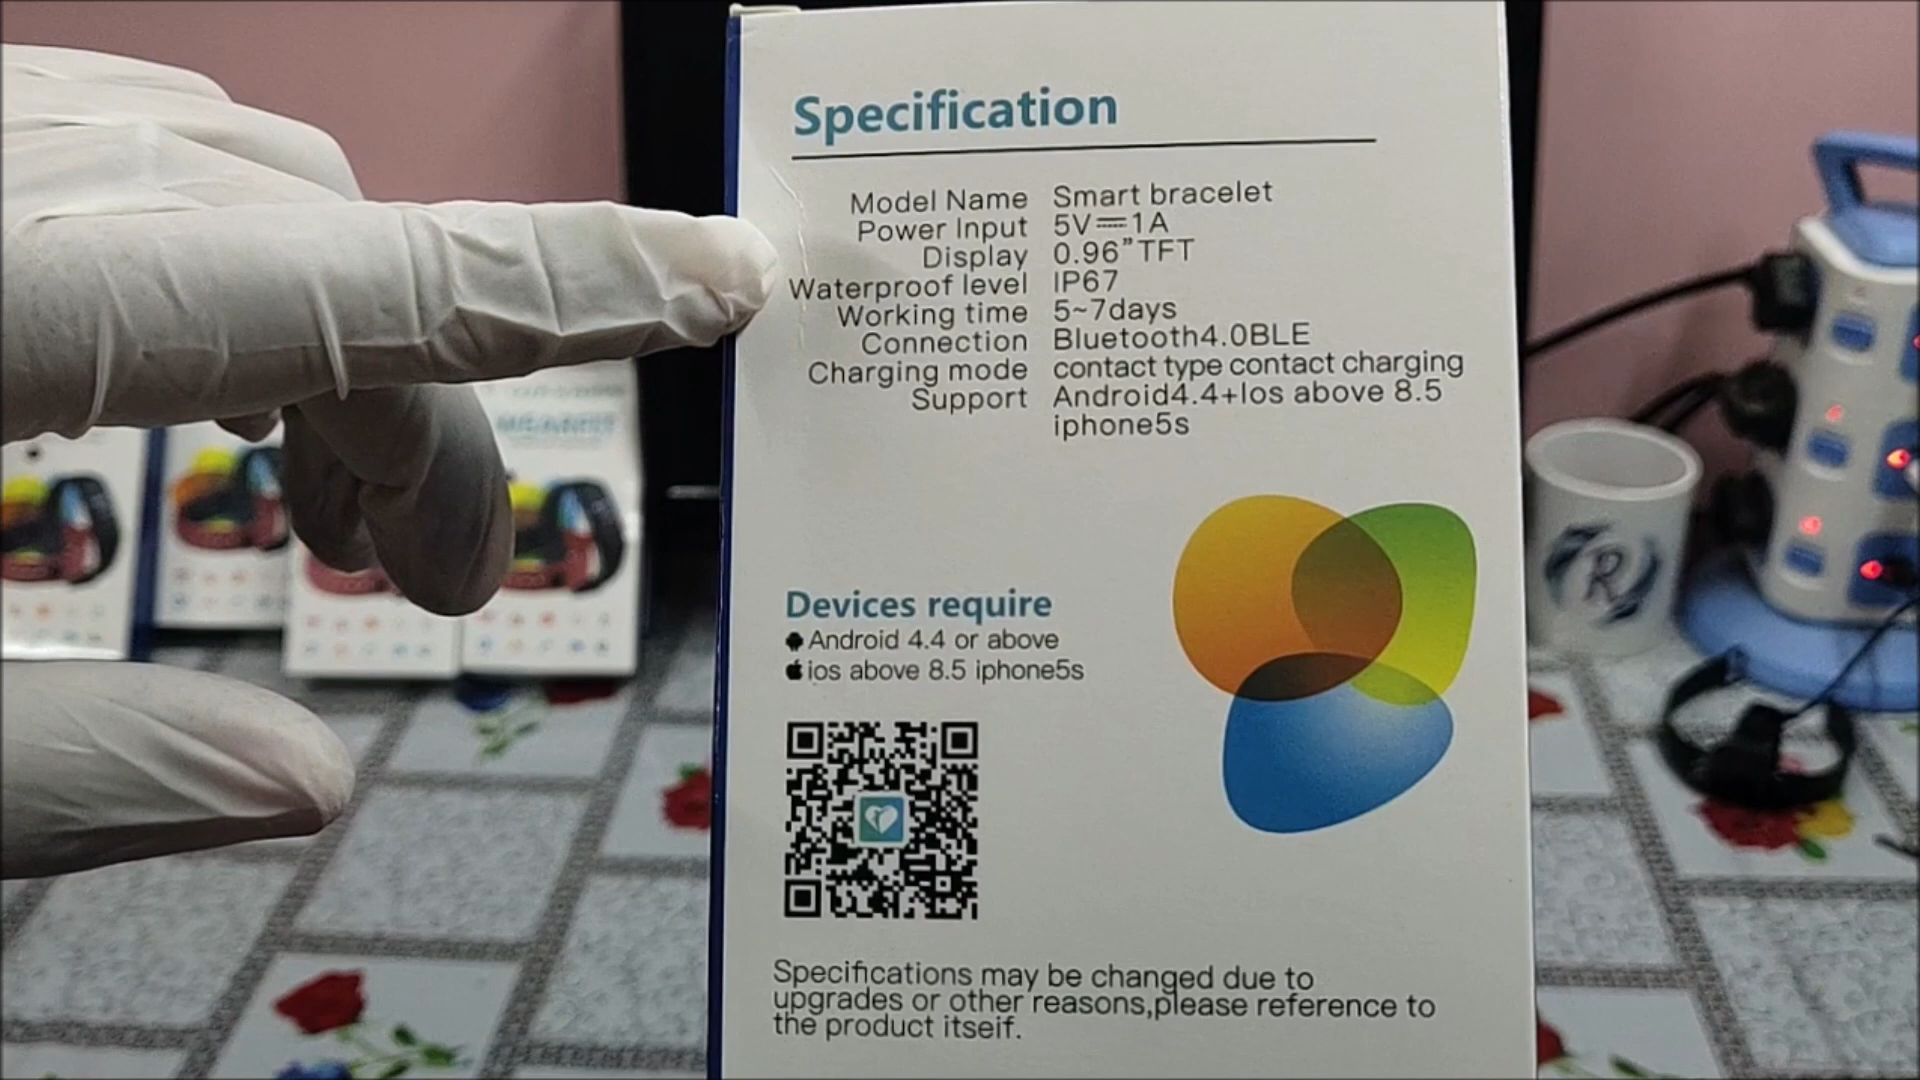 Specification
Model Name Smart bracelet
Power Input 5V⎓1A
Display 0.96”TFT
Waterproof level IP67
Working time 5~7days
Connection Bluetooth4.0BLE
Charging mode contact type contact charging
Support Android4.4+Ios above 8.5
iphone5s
Devices require
Android 4.4 or above
ios above 8.5 iphone5s
Specifications may be changed due to
upgrades or other reasons,please reference to
the product itseif.
R